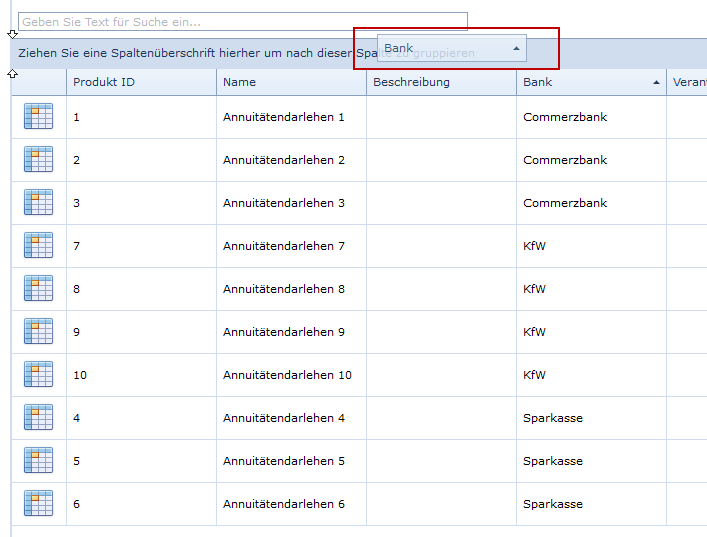 Geben Sie Text für Suche ein...
Bank
Ziehen Sie eine Spaltenüberschrift hierher um nach dieser Spalte zu gruppieren
Produkt ID Name Beschreibung Bank Veran
1 Annuitätendarlehen 1 Commerzbank
2 Annuitätendarlehen 2 Commerzbank
3 Annuitätendarlehen 3 Commerzbank
7 Annuitätendarlehen 7 KfW
8 Annuitätendarlehen 8 KfW
9 Annuitätendarlehen 9 KfW
10 Annuitätendarlehen 10 KfW
4 Annuitätendarlehen 4 Sparkasse
5 Annuitätendarlehen 5 Sparkasse
6 Annuitätendarlehen 6 Sparkasse